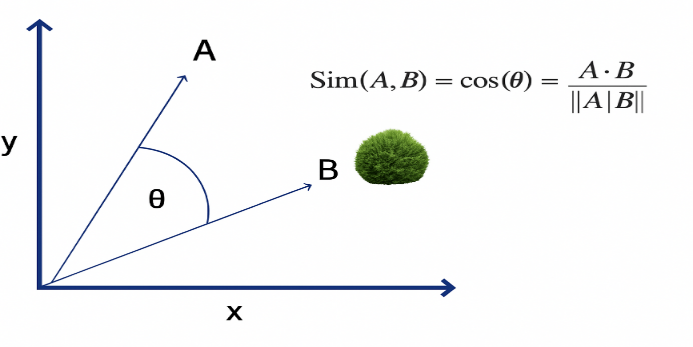 A
Sim(A, B) = cos(θ) = A · B / ||A|B||
y
B
θ
x